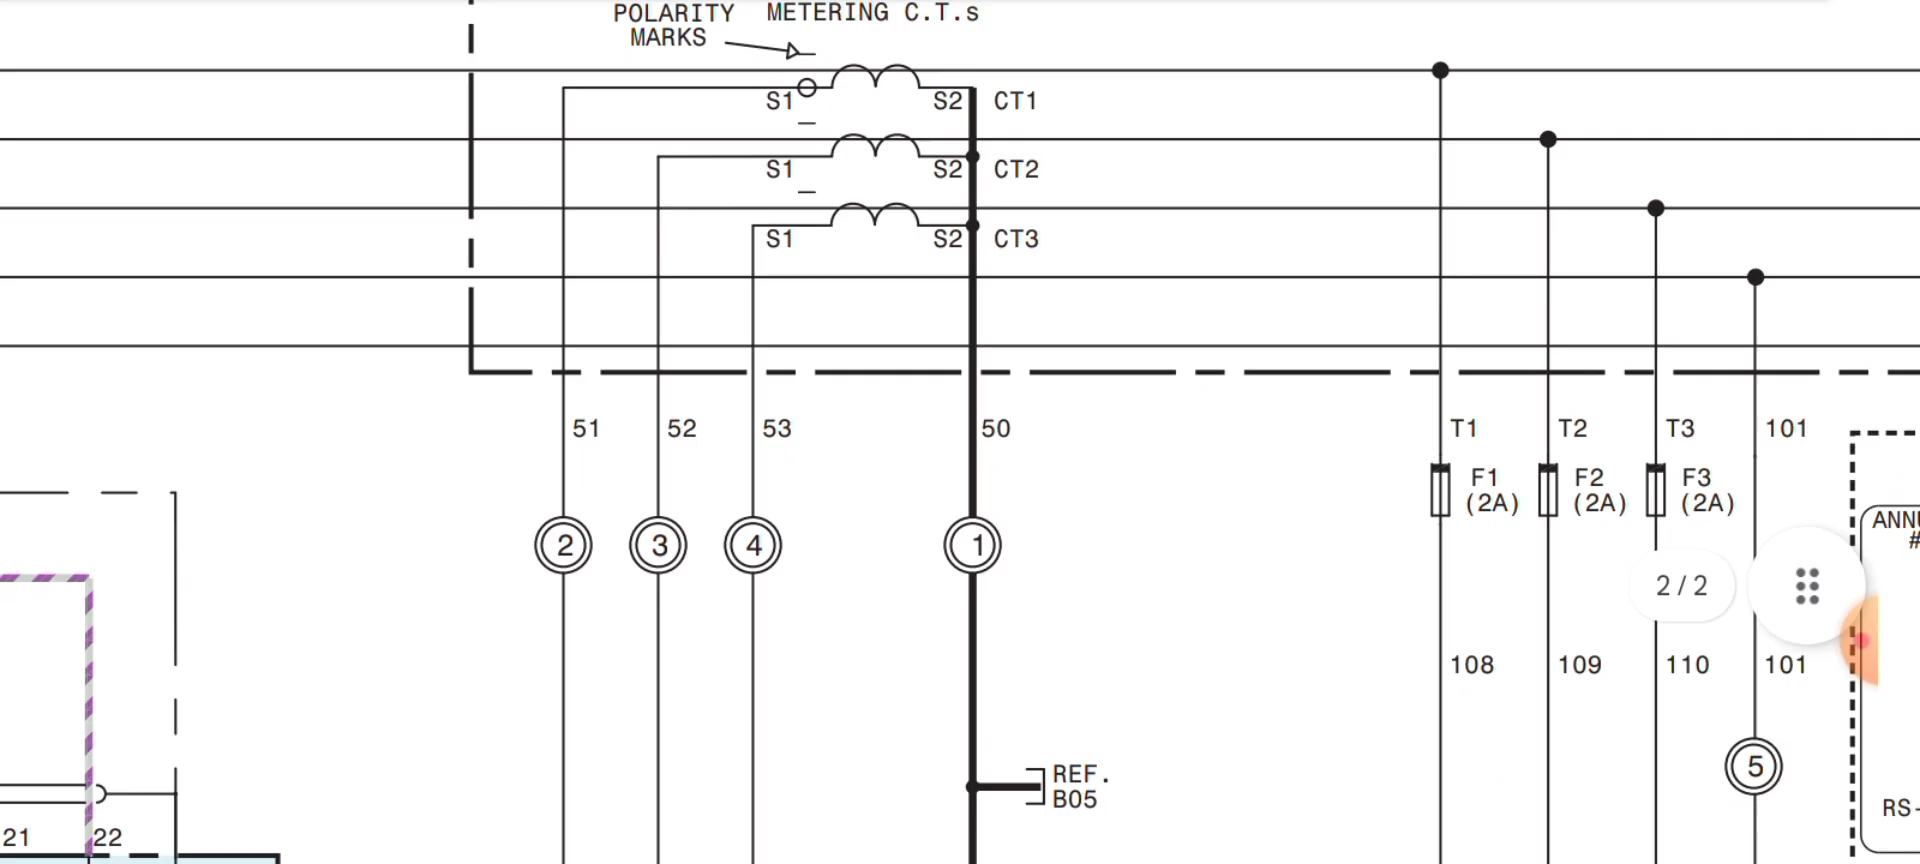 POLARITY METERING C.T.s
MARKS
S1 S2 CT1
S1 S2 CT2
S1 S2 CT3
51 52 53 50 T1 T2 T3 101
F1 F2 F3
(2A) (2A) (2A)
ANNU
#
2 3 4 1
2 / 2
108 109 110 101
5
REF.
B05
RS-
21 22